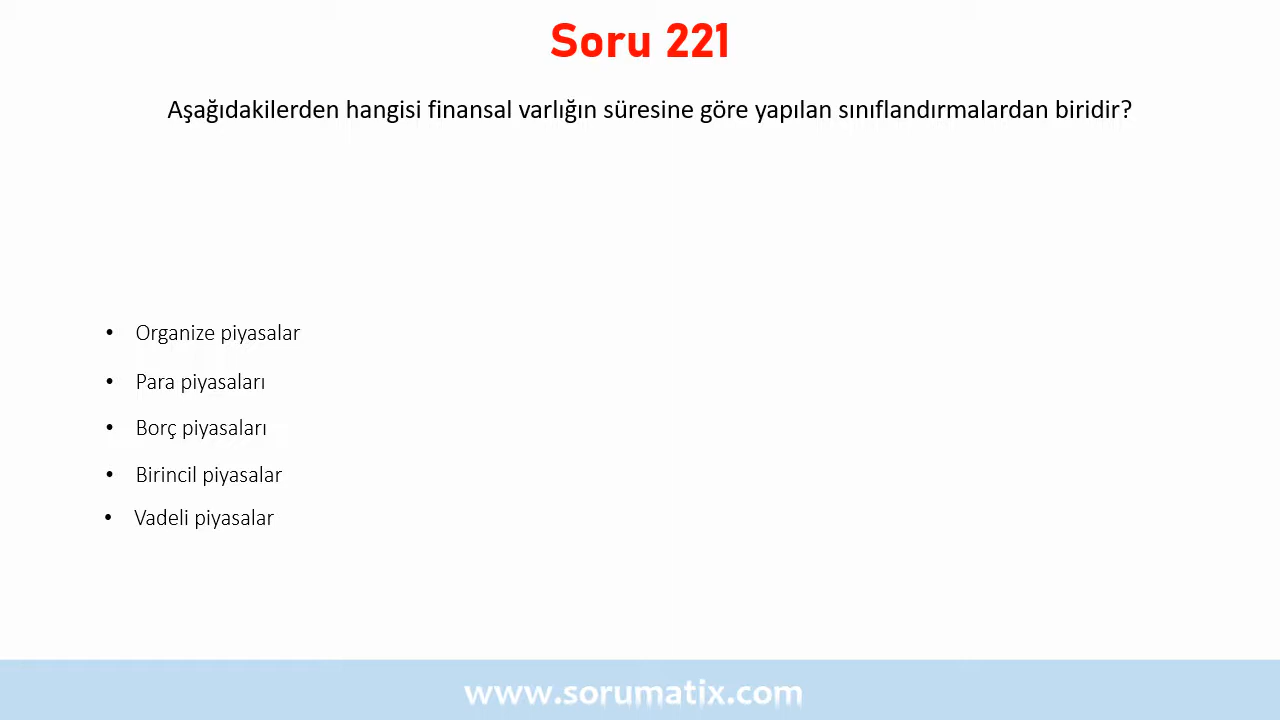 Soru 221
Aşağıdakilerden hangisi finansal varlığın süresine göre yapılan sınıflandırmalardan biridir?
• Organize piyasalar
• Para piyasaları
• Borç piyasaları
• Birincil piyasalar
• Vadeli piyasalar
www.sorumatix.com